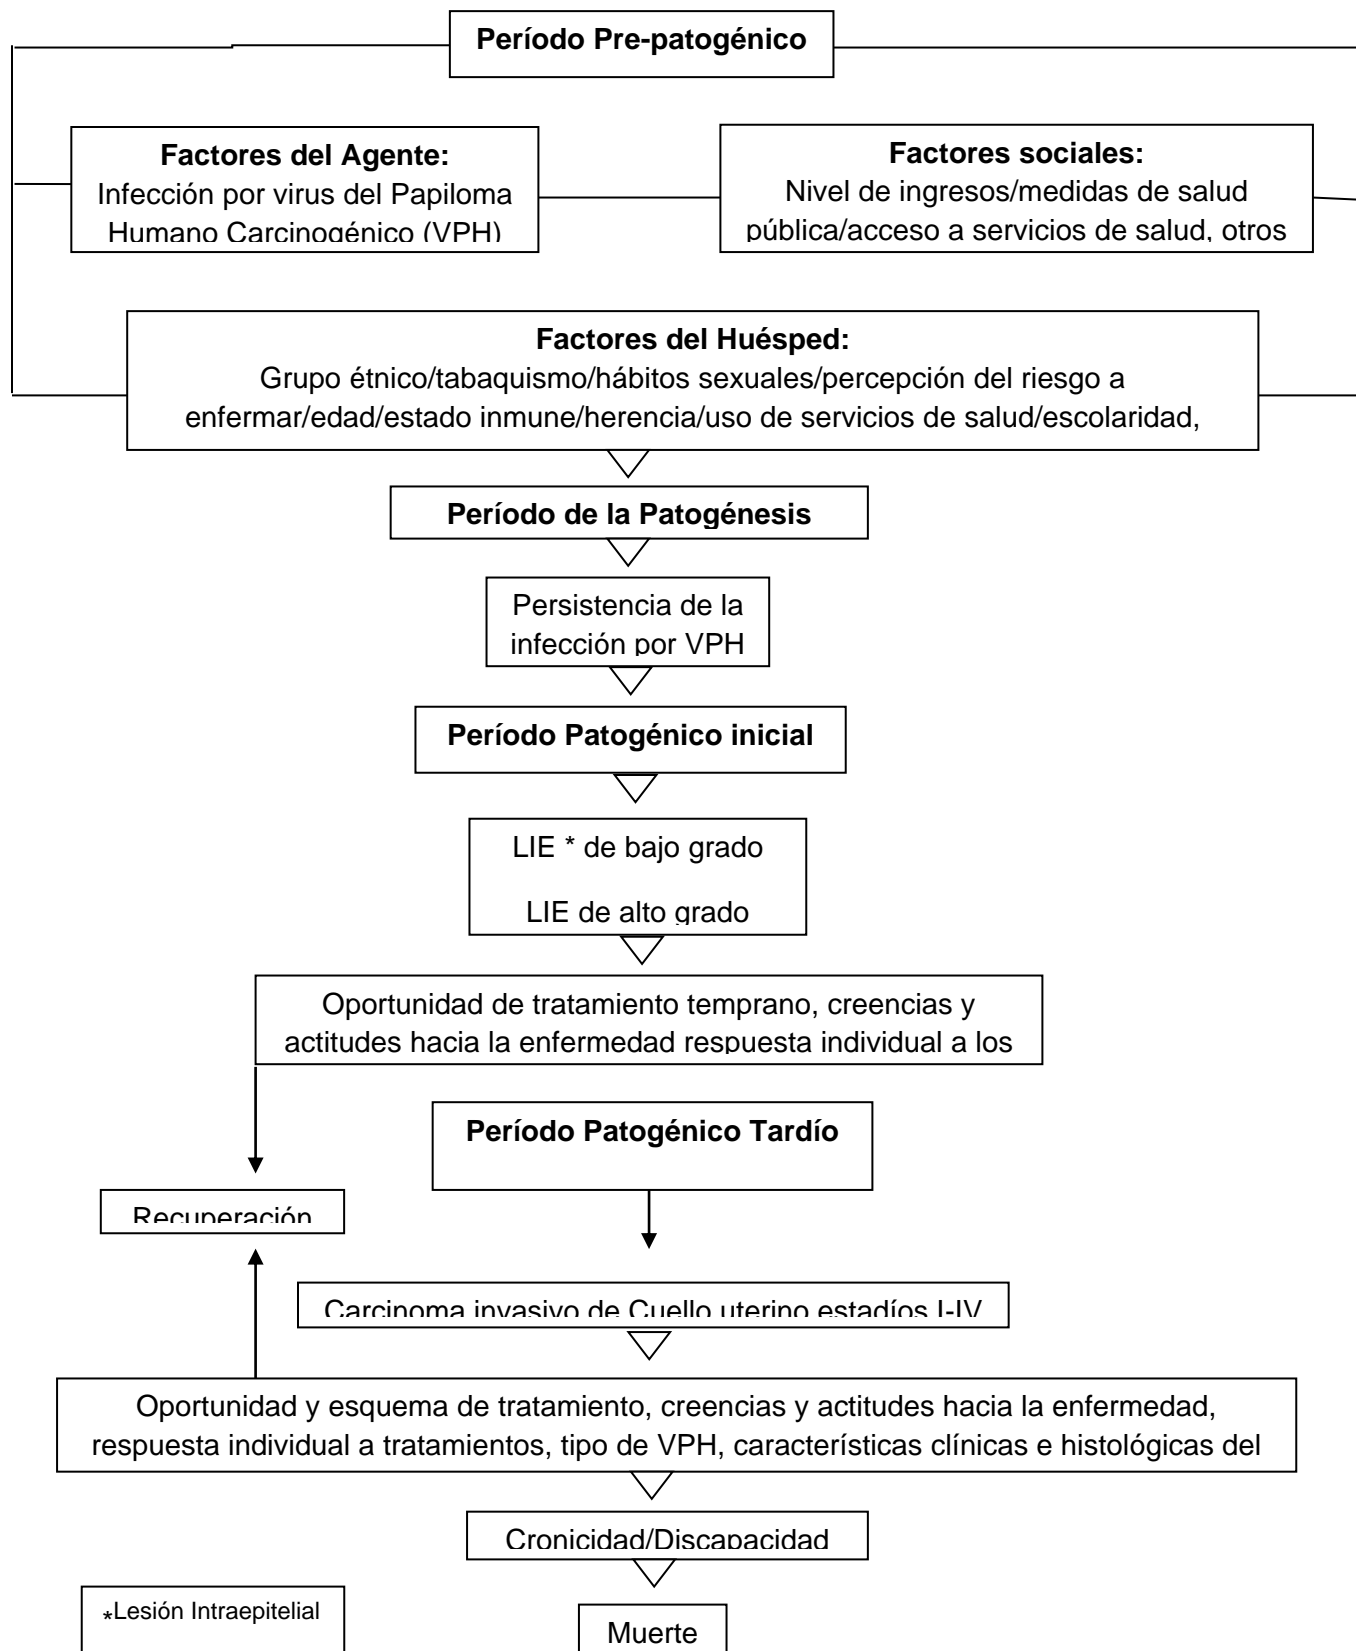 Período Pre-patogénico
Factores del Agente:
Infección por virus del Papiloma
Humano Carcinogénico (VPH)
Factores sociales:
Nivel de ingresos/medidas de salud
pública/acceso a servicios de salud, otros
Factores del Huésped:
Grupo étnico/tabaquismo/hábitos sexuales/percepción del riesgo a
enfermar/edad/estado inmune/herencia/uso de servicios de salud/escolaridad,
Período de la Patogénesis
Persistencia de la
infección por VPH
Período Patogénico inicial
LIE * de bajo grado
LIE de alto grado
Oportunidad de tratamiento temprano, creencias y
actitudes hacia la enfermedad respuesta individual a los
Período Patogénico Tardío
Recuperación
Carcinoma invasivo de Cuello uterino estadíos I-IV
Oportunidad y esquema de tratamiento, creencias y actitudes hacia la enfermedad,
respuesta individual a tratamientos, tipo de VPH, características clínicas e histológicas del
Cronicidad/Discapacidad
*Lesión Intraepitelial
Muerte